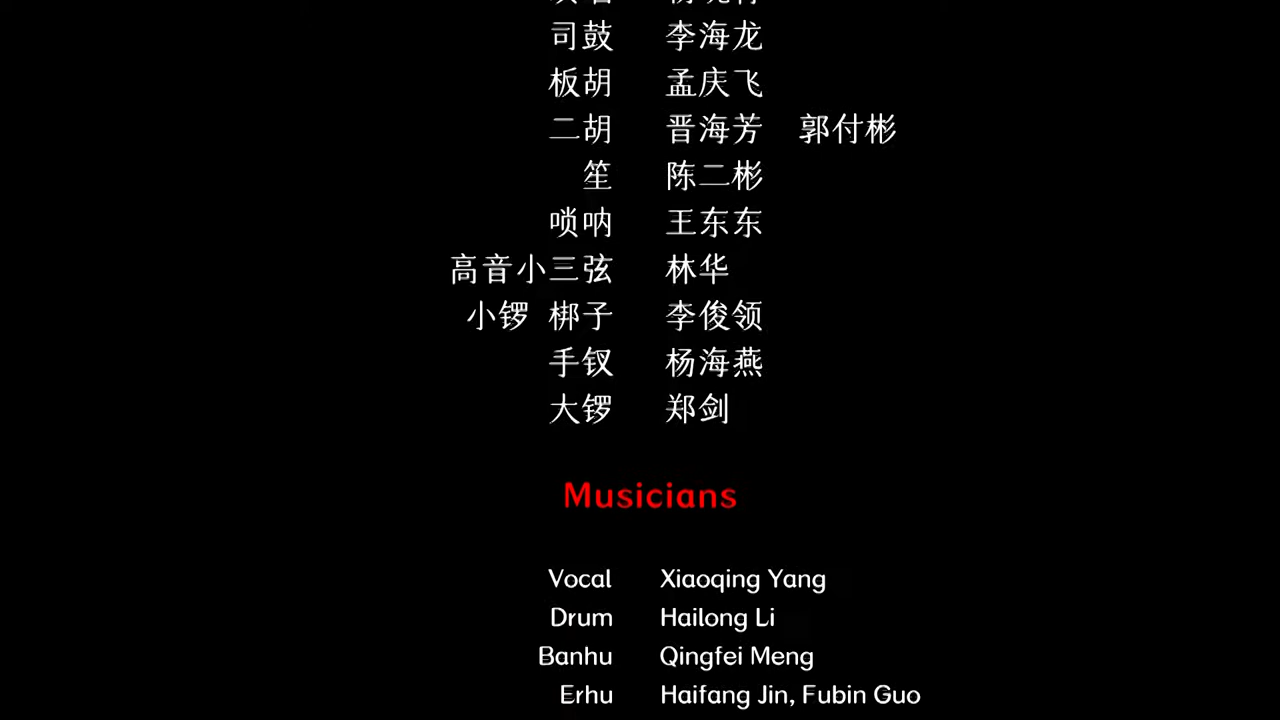 司鼓 李海龙
板胡 孟庆飞
二胡 晋海芳 郭付彬
笙 陈二彬
唢呐 王东东
高音小三弦 林华
小锣 梆子 李俊领
手钗 杨海燕
大锣 郑剑
Musicians
Vocal Xiaoqing Yang
Drum Hailong Li
Banhu Qingfei Meng
Erhu Haifang Jin, Fubin Guo